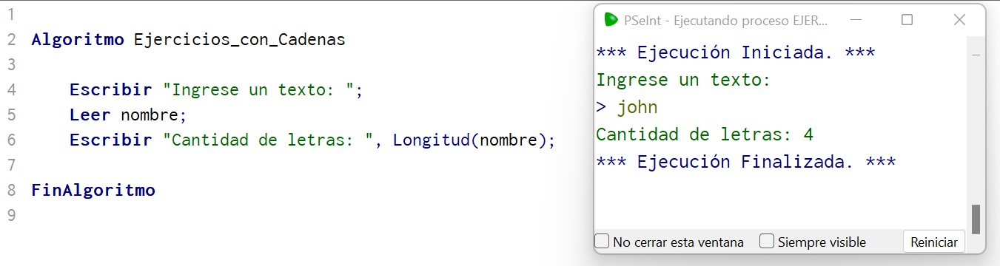 1
2 Algoritmo Ejercicios_con_Cadenas
3
4 Escribir "Ingrese un texto: ";
5 Leer nombre;
6 Escribir "Cantidad de letras: ", Longitud(nombre);
7
8 FinAlgoritmo
9
PSeInt - Ejecutando proceso EJER...
*** Ejecución Iniciada. ***
Ingrese un texto:
> john
Cantidad de letras: 4
*** Ejecución Finalizada. ***
No cerrar esta ventana Siempre visible Reiniciar